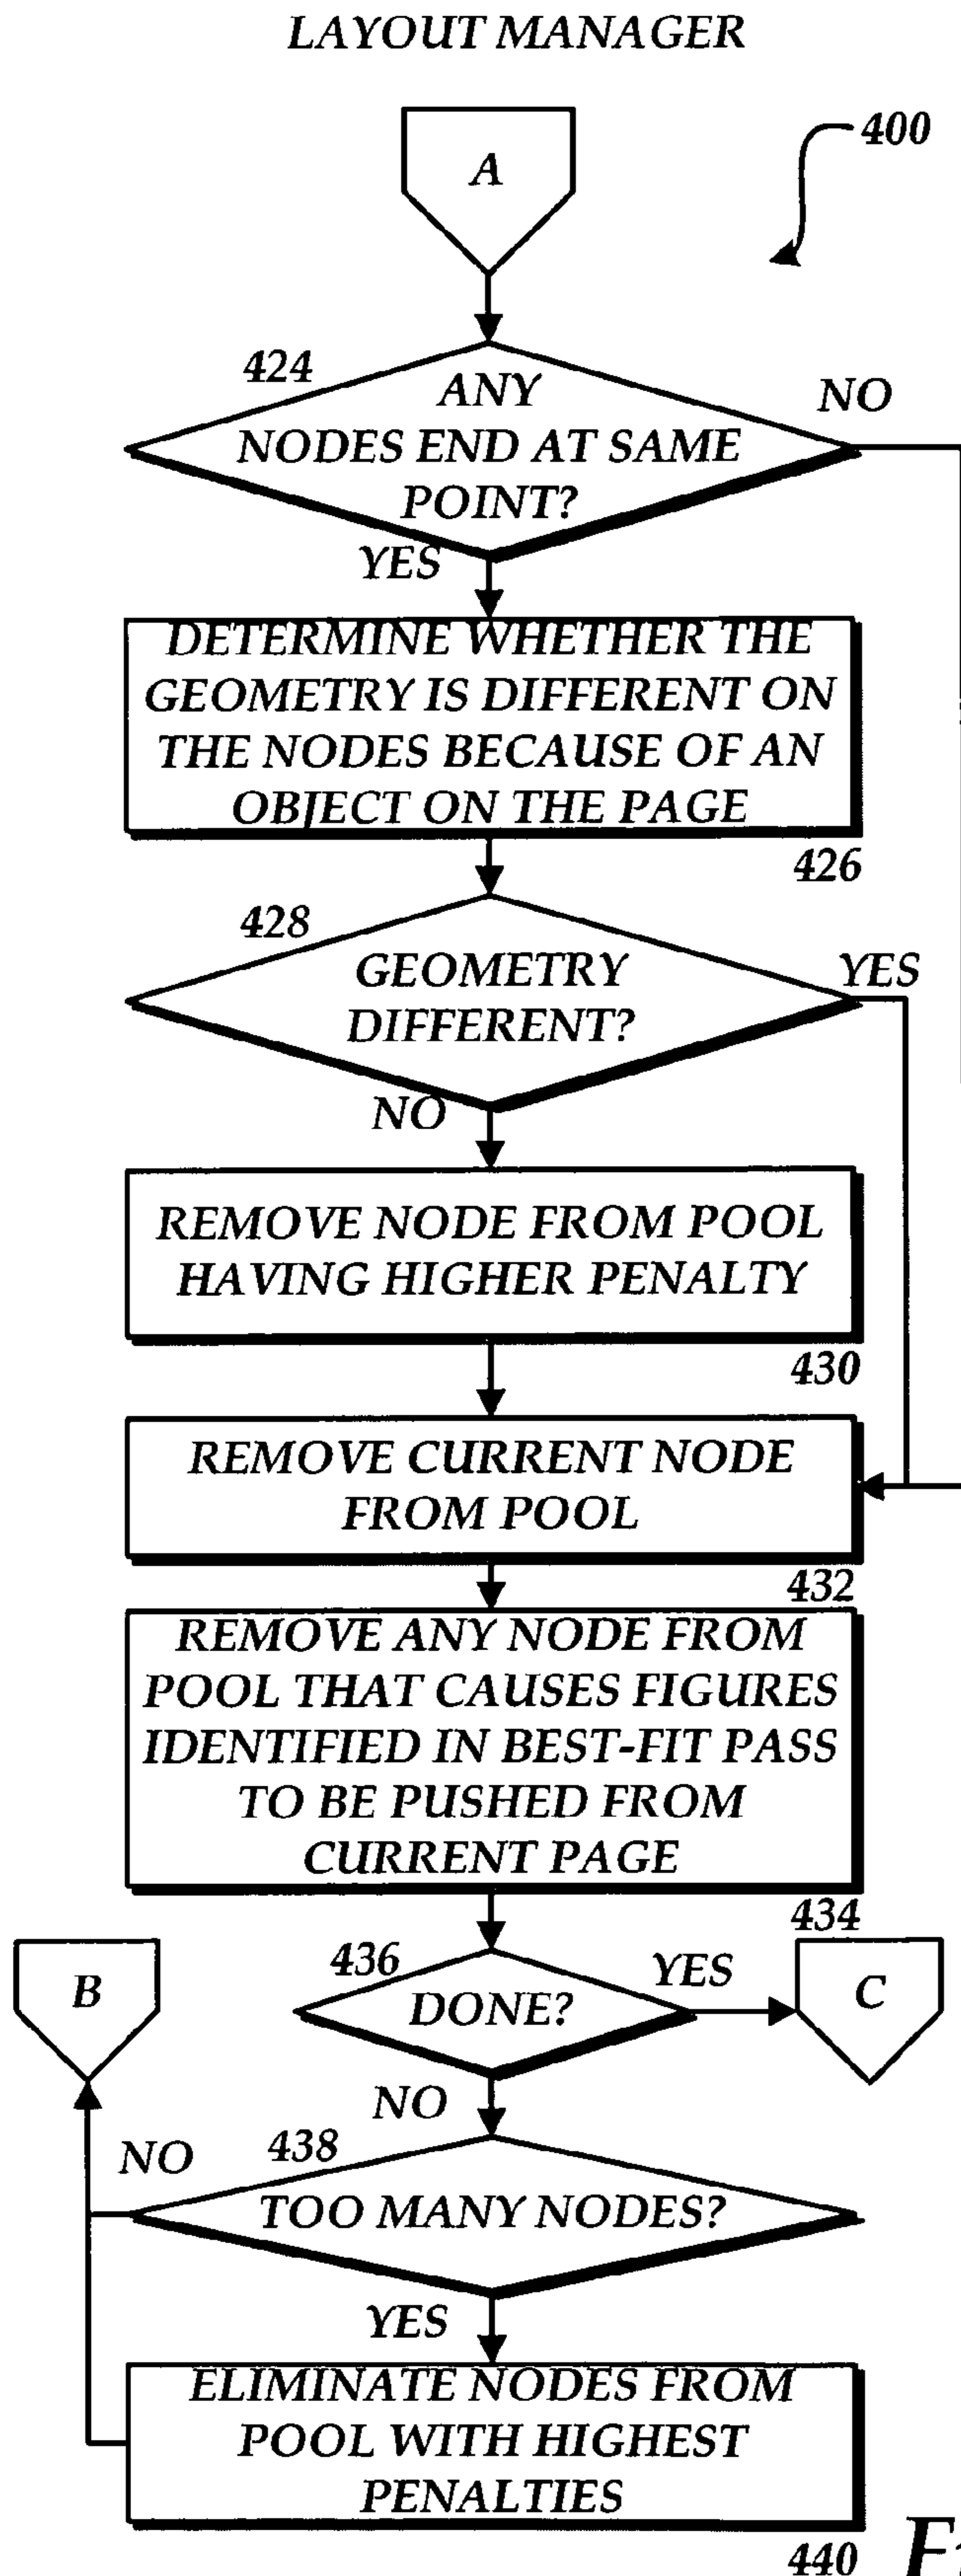 LAYOUT MANAGER
A
400
424
ANY
NODES END AT SAME
POINT?
NO
YES
DETERMINE WHETHER THE
GEOMETRY IS DIFFERENT ON
THE NODES BECAUSE OF AN
OBJECT ON THE PAGE
426
428
GEOMETRY
DIFFERENT?
YES
NO
REMOVE NODE FROM POOL
HAVING HIGHER PENALTY
430
REMOVE CURRENT NODE
FROM POOL
432
REMOVE ANY NODE FROM
POOL THAT CAUSES FIGURES
IDENTIFIED IN BEST-FIT PASS
TO BE PUSHED FROM
CURRENT PAGE
434
B
436
DONE?
YES
C
NO
NO
438
TOO MANY NODES?
YES
ELIMINATE NODES FROM
POOL WITH HIGHEST
PENALTIES
440